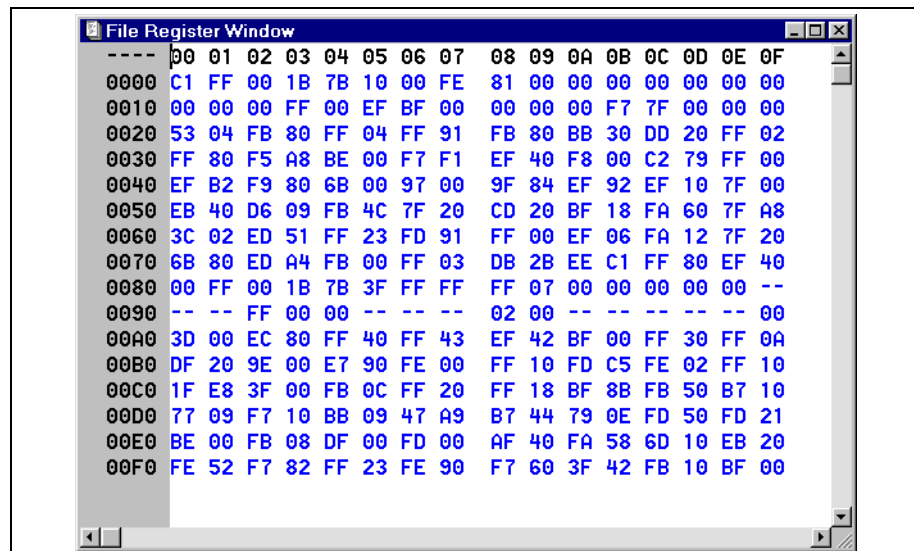 File Register Window
---- 00 01 02 03 04 05 06 07 08 09 0A 0B 0C 0D 0E 0F
0000 C1 FF 00 1B 7B 10 00 FE 81 00 00 00 00 00 00 00
0010 00 00 00 FF 00 EF BF 00 00 00 00 F7 7F 00 00 00
0020 53 04 FB 80 FF 04 FF 91 FB 80 BB 30 DD 20 FF 02
0030 FF 80 F5 A8 BE 00 F7 F1 EF 40 F8 00 C2 79 FF 00
0040 EF B2 F9 80 6B 00 97 00 9F 84 EF 92 EF 10 7F 00
0050 EB 40 D6 09 FB 4C 7F 20 CD 20 BF 18 FA 60 7F A8
0060 3C 02 ED 51 FF 23 FD 91 FF 00 EF 06 FA 12 7F 20
0070 6B 80 ED A4 FB 00 FF 03 DB 2B EE C1 FF 80 EF 40
0080 00 FF 00 1B 7B 3F FF FF FF 07 00 00 00 00 00 --
0090 -- -- FF 00 00 -- -- -- 02 00 -- -- -- -- -- 00
00A0 3D 00 EC 80 FF 40 FF 43 EF 42 BF 00 FF 30 FF 0A
00B0 DF 20 9E 00 E7 90 FE 00 FF 10 FD C5 FE 02 FF 10
00C0 1F E8 3F 00 FB 0C FF 20 FF 18 BF 8B FB 50 B7 10
00D0 77 09 F7 10 BB 09 47 A9 B7 44 79 0E FD 50 FD 21
00E0 BE 00 FB 08 DF 00 FD 00 AF 40 FA 58 6D 10 EB 20
00F0 FE 52 F7 82 FF 23 FE 90 F7 60 3F 42 FB 10 BF 00